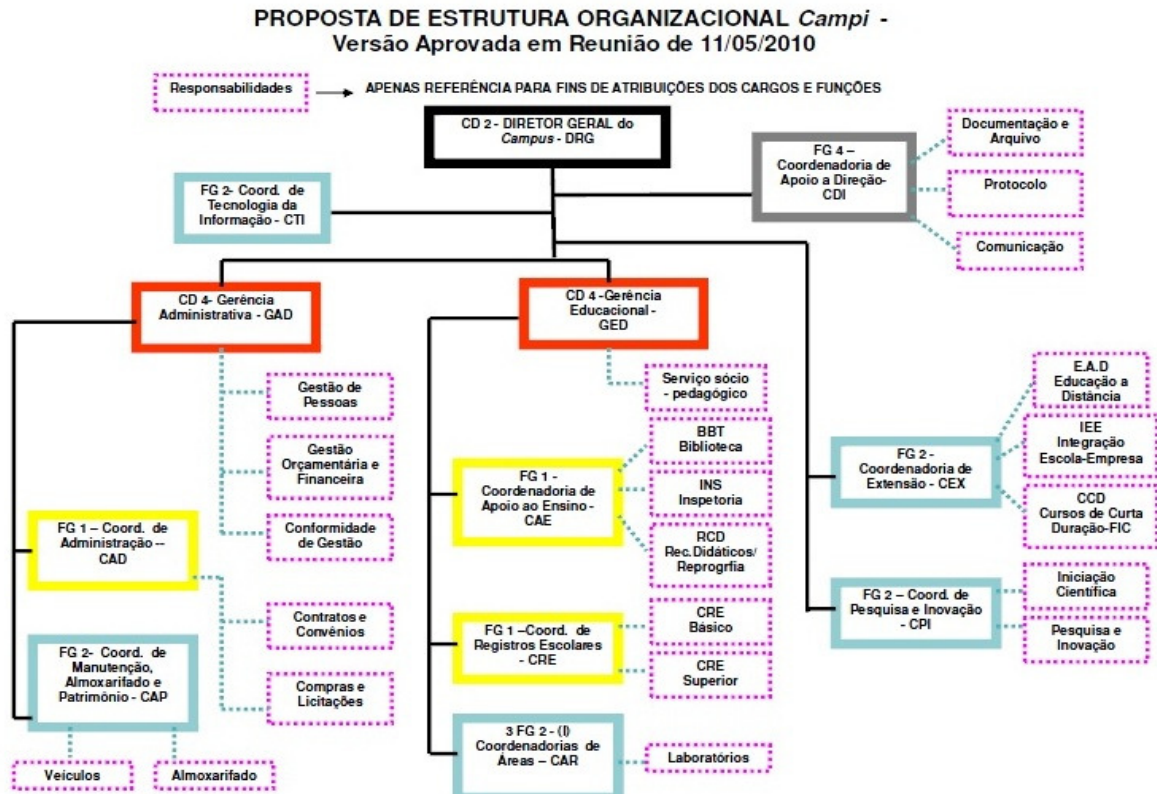 PROPOSTA DE ESTRUTURA ORGANIZACIONAL Campi -
Versão Aprovada em Reunião de 11/05/2010
Responsabilidades
APENAS REFERÊNCIA PARA FINS DE ATRIBUIÇÕES DOS CARGOS E FUNÇÕES
CD 2 - DIRETOR GERAL do
Campus - DRG
FG 4 –
Coordenadoria de
Apoio a Direção-
CDI
Documentação e
Arquivo
Protocolo
Comunicação
FG 2- Coord. de
Tecnologia da
Informação - CTI
CD 4- Gerência
Administrativa - GAD
CD 4 -Gerência
Educacional -
GED
Gestão de
Pessoas
Gestão
Orçamentária e
Financeira
Conformidade
de Gestão
FG 1 – Coord. de
Administração --
CAD
Contratos e
Convênios
Compras e
Licitações
FG 2- Coord. de
Manutenção,
Almoxarifado e
Patrimônio - CAP
Veículos
Almoxarifado
Serviço sócio
- pedagógico
FG 1 -
Coordenadoria de
Apoio ao Ensino -
CAE
BBT
Biblioteca
INS
Inspetoria
RCD
Rec.Didáticos/
Reprogrfia
FG 1 –Coord. de
Registros Escolares
- CRE
CRE
Básico
CRE
Superior
3 FG 2 - (I)
Coordenadorias de
Áreas – CAR
Laboratórios
FG 2 -
Coordenadoria de
Extensão - CEX
E.A.D
Educação a
Distância
IEE
Integração
Escola-Empresa
CCD
Cursos de Curta
Duração-FIC
FG 2 – Coord. de
Pesquisa e Inovação
- CPI
Iniciação
Científica
Pesquisa e
Inovação